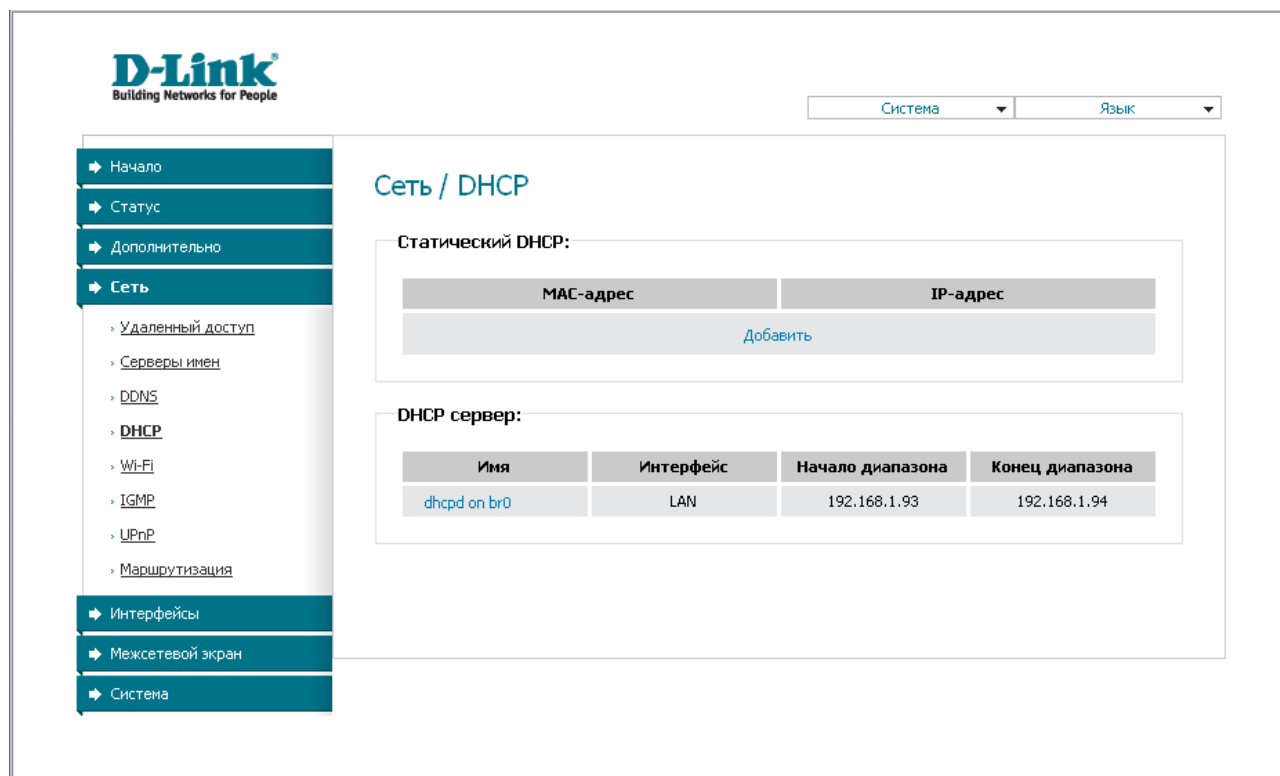 D-Link
Building Networks for People
Система Язык
Начало
Статус
Дополнительно
Сеть
Удаленный доступ
Серверы имен
DDNS
DHCP
Wi-Fi
IGMP
UPnP
Маршрутизация
Интерфейсы
Межсетевой экран
Система
Сеть / DHCP
Статический DHCP:
MAC-адрес IP-адрес
Добавить
DHCP сервер:
Имя Интерфейс Начало диапазона Конец диапазона
dhcpd on br0 LAN 192.168.1.93 192.168.1.94